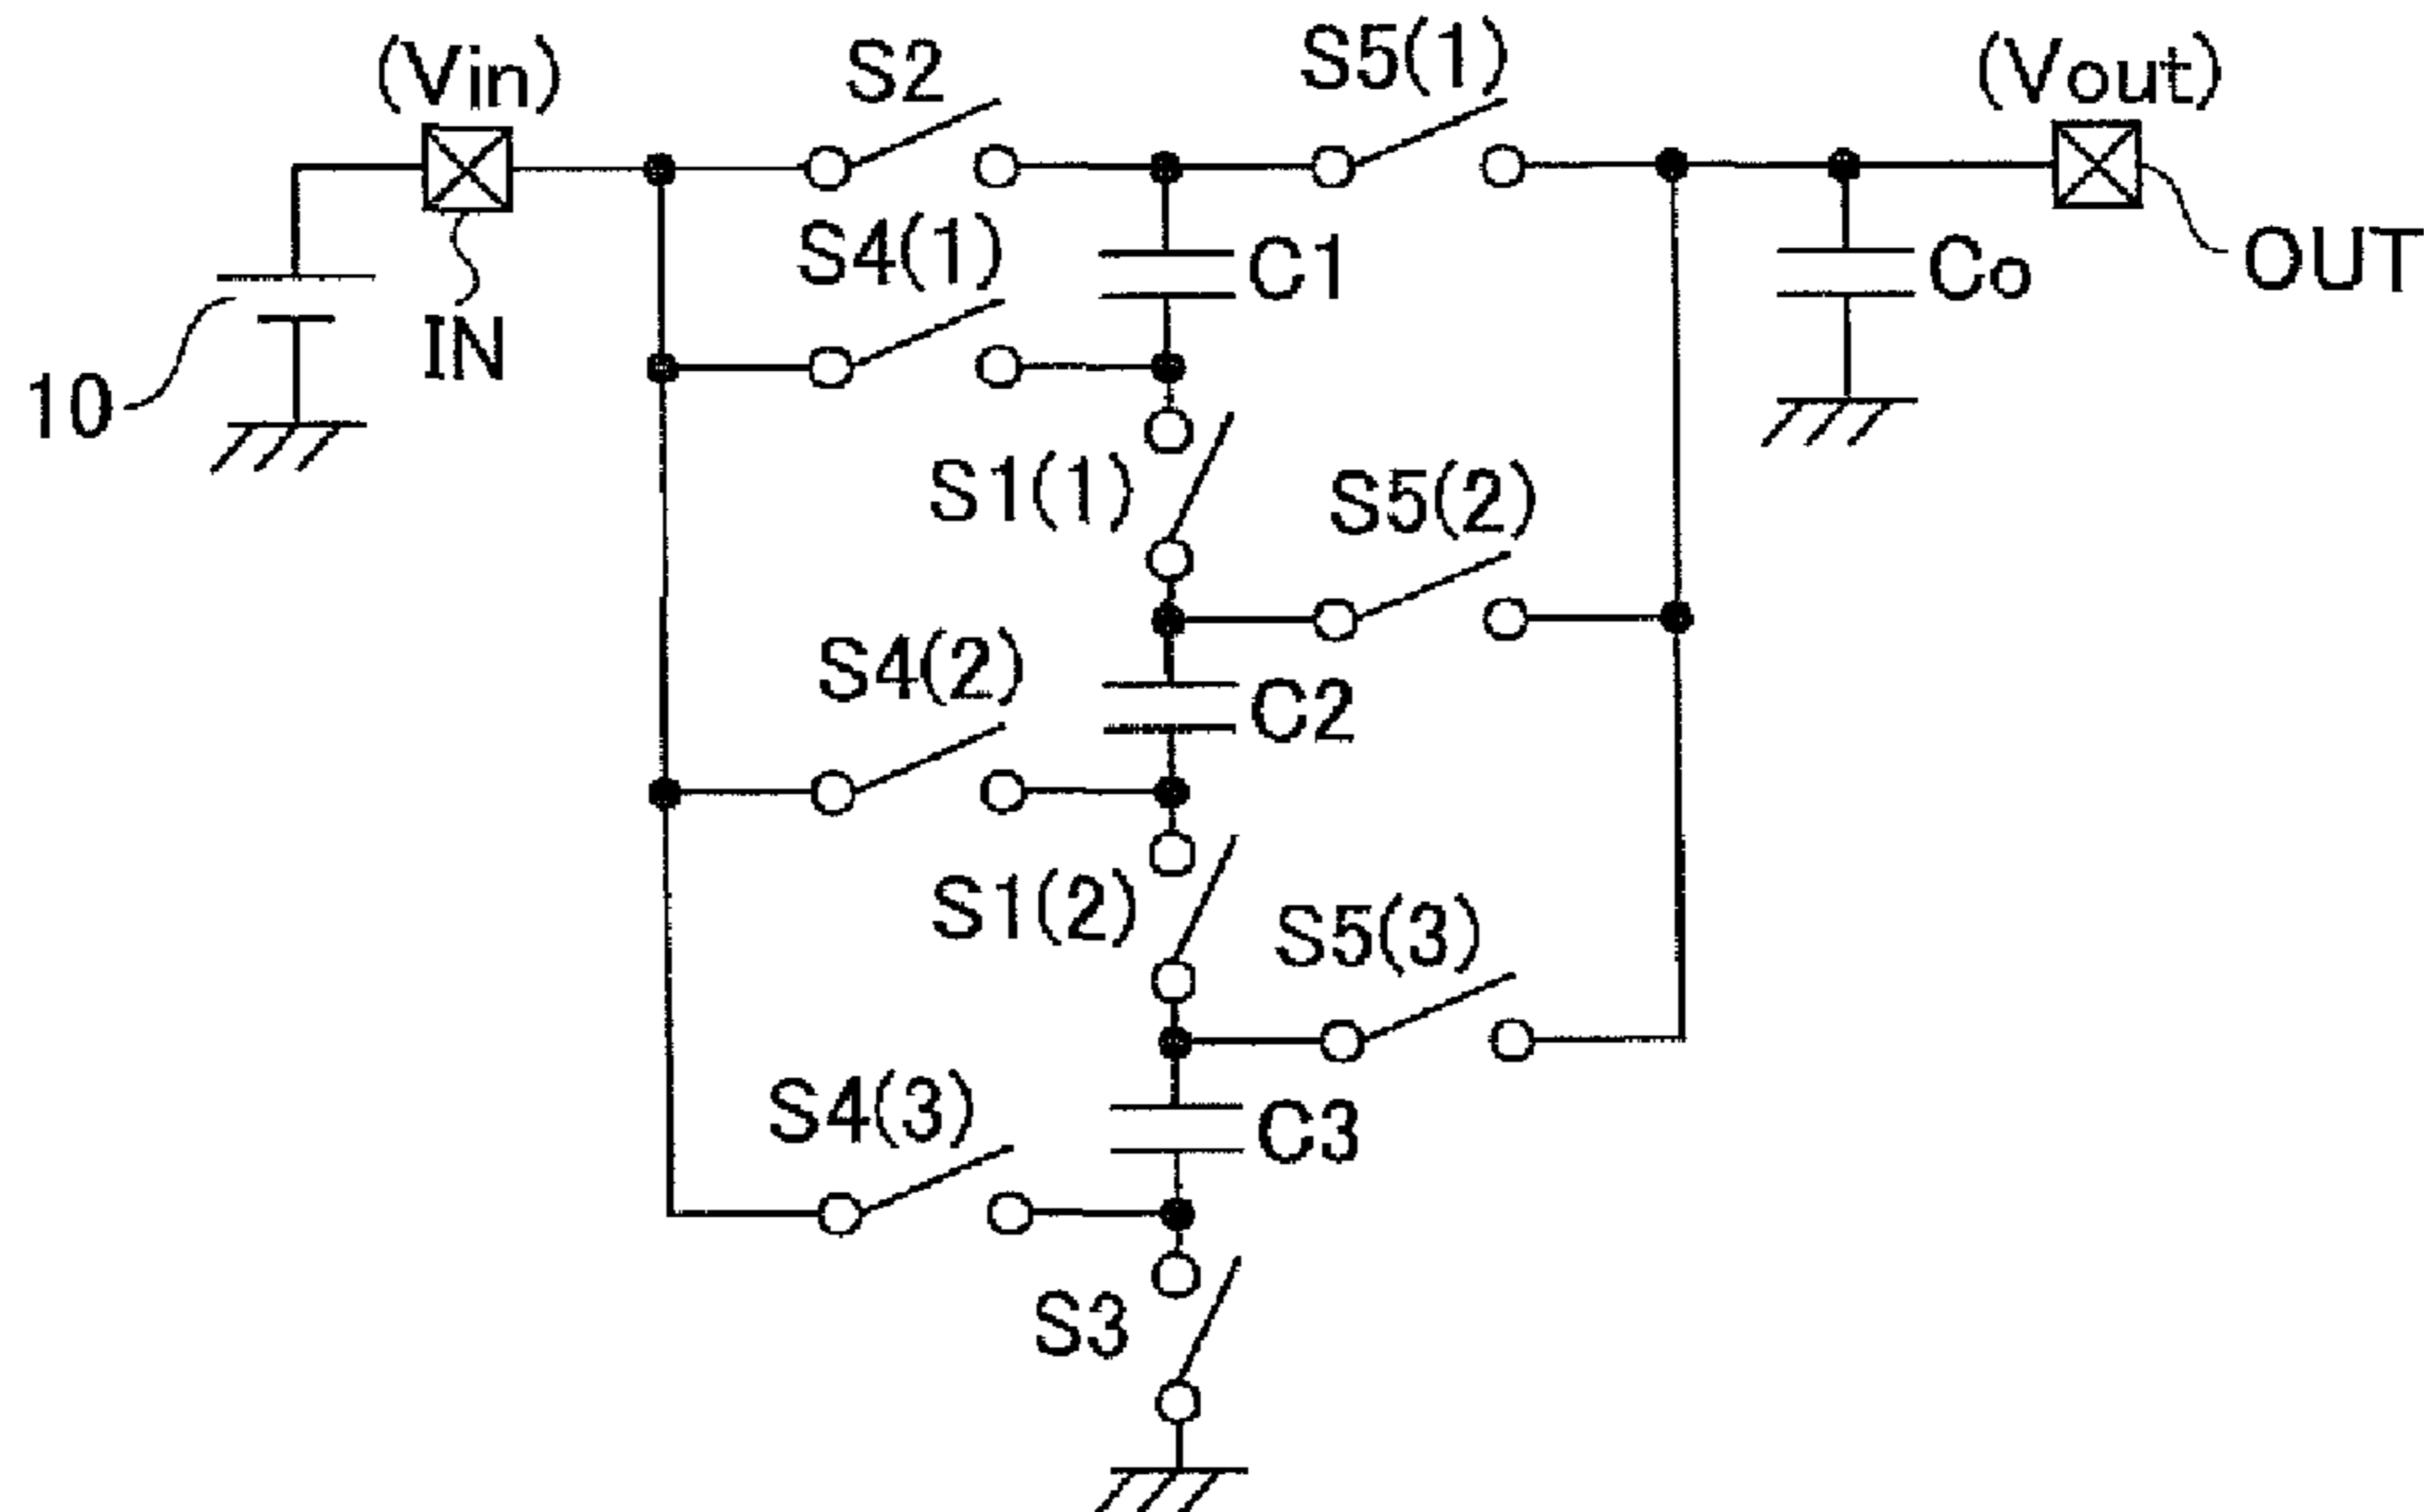 (Vin)
S2
S5(1)
(Vout)
S4(1)
C1
Co
OUT
IN
10
S1(1)
S5(2)
S4(2)
C2
S1(2)
S5(3)
S4(3)
C3
S3